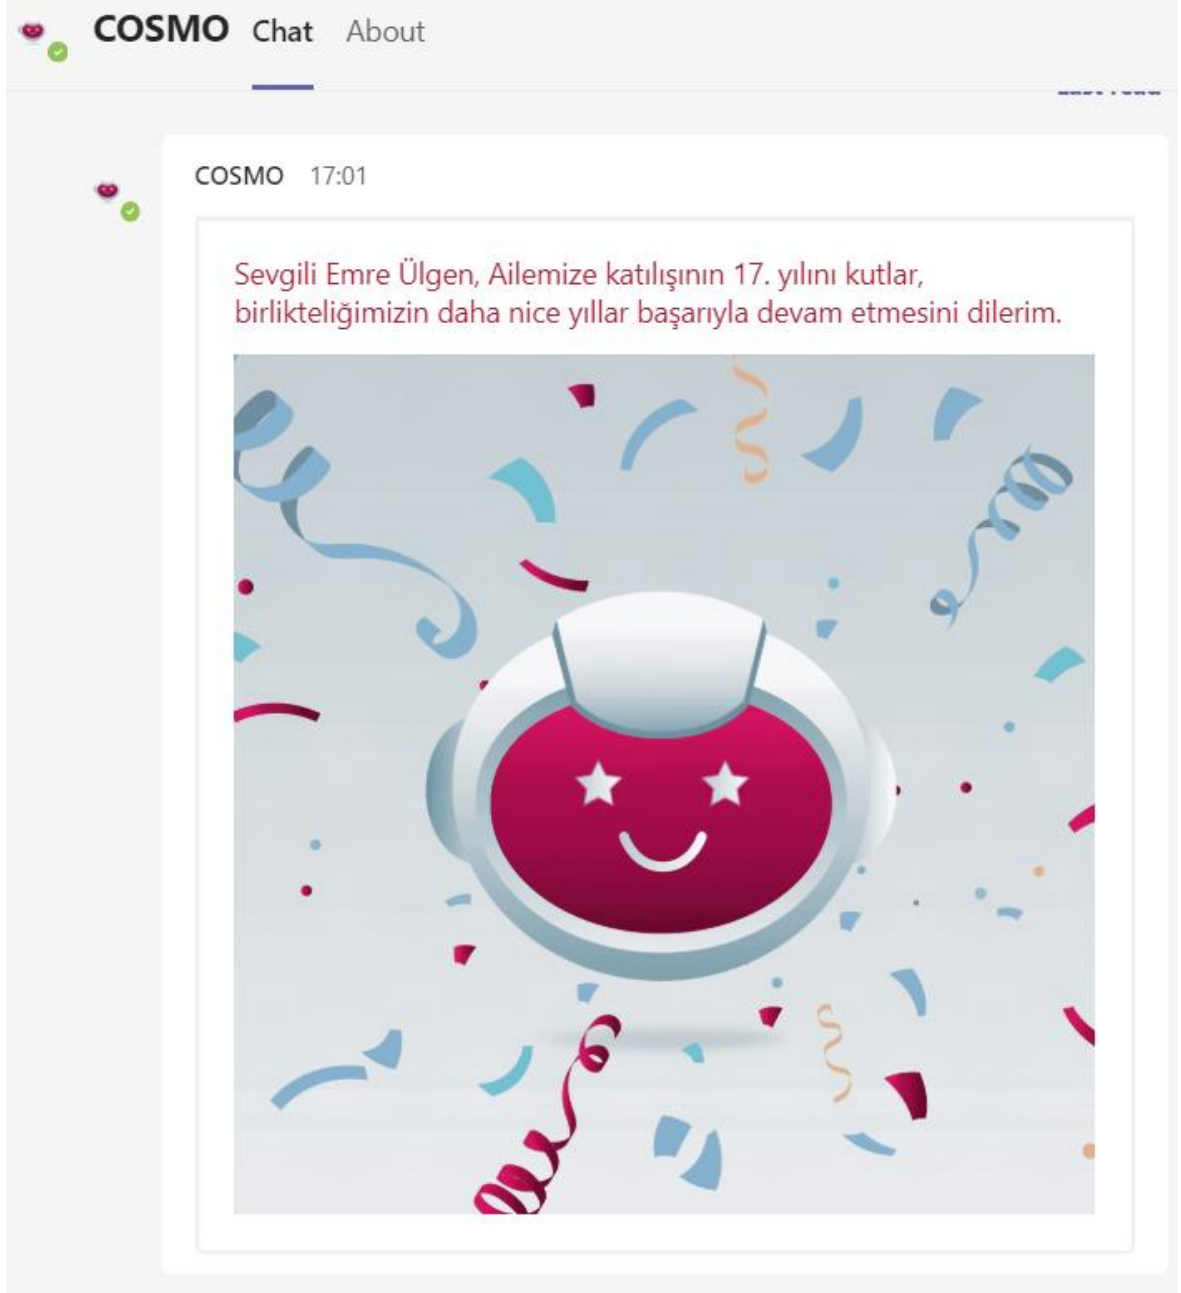 COSMO Chat About
COSMO 17:01
Sevgili Emre Ülgen, Ailemize katılışının 17. yılını kutlar,
birlikteliğimizin daha nice yıllar başarıyla devam etmesini dilerim.